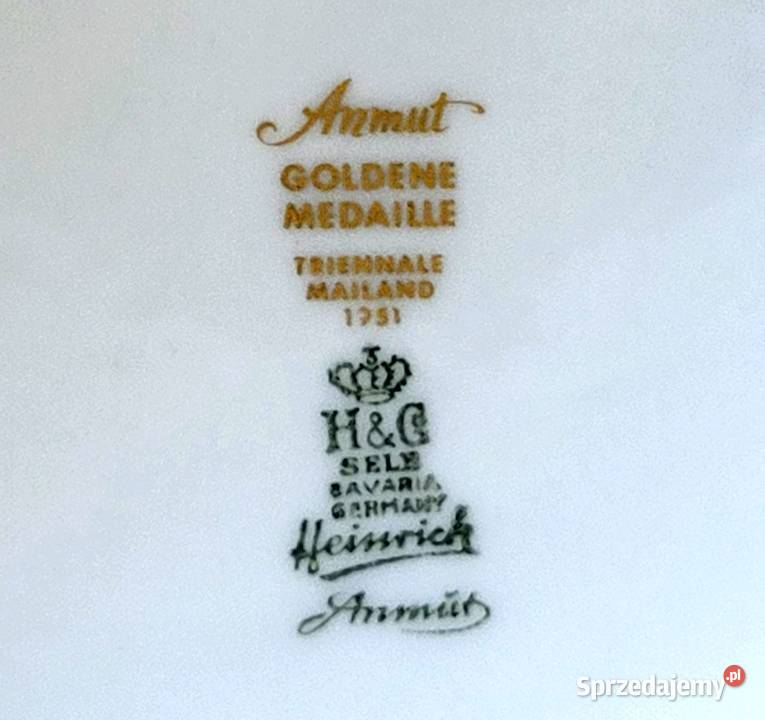 Anmut
GOLDENE
MEDAILLE
TRIENNALE
MAILAND
1951
H&C
SELB
BAVARIA
GERMANY
Heinrich
Anmut
Sprzedajemy.pl